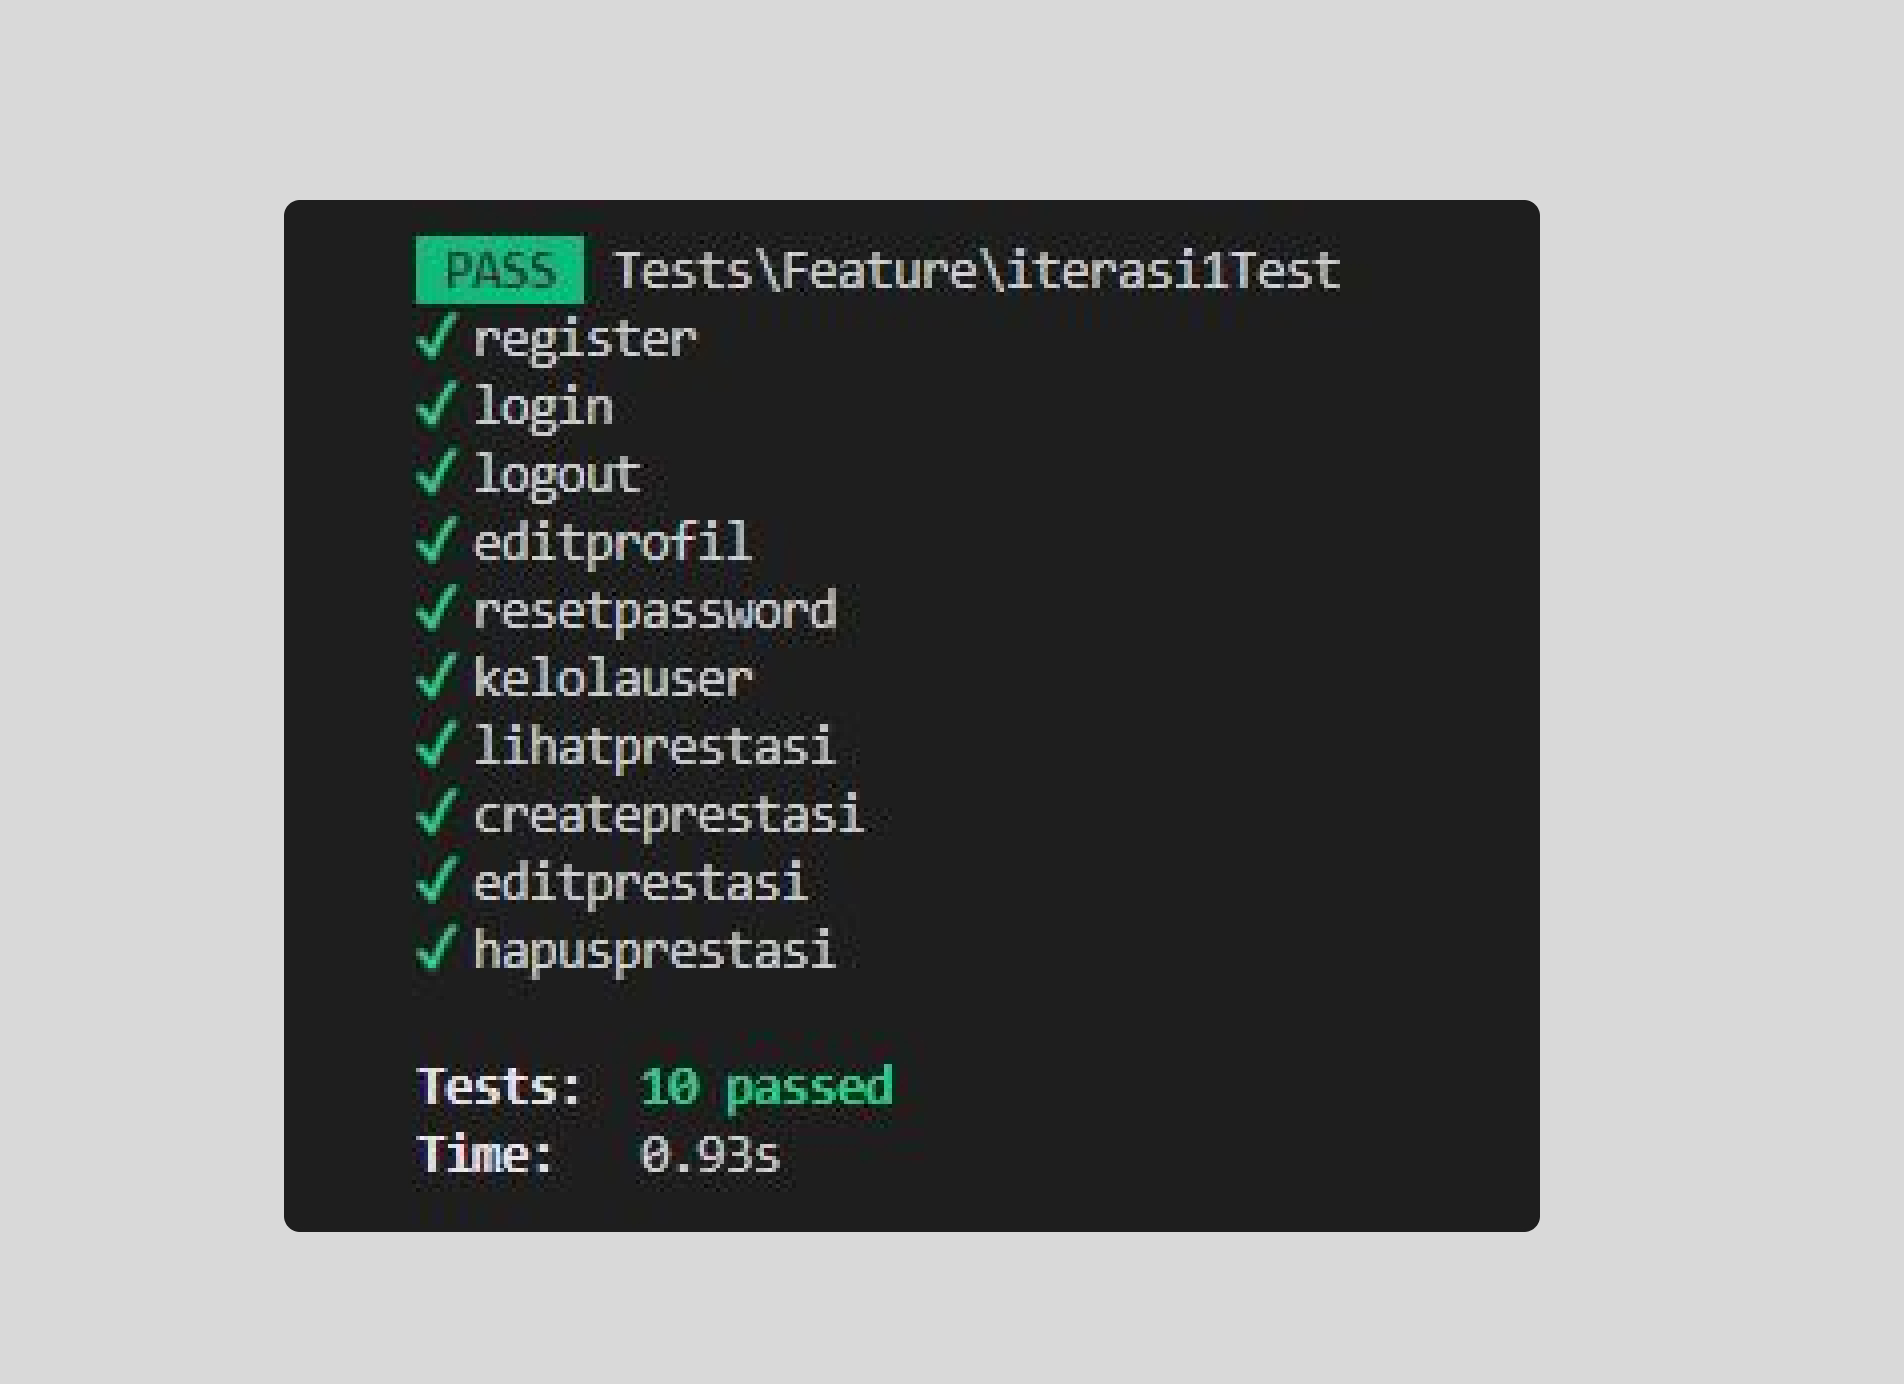 PASS Tests\Feature\iterasi1Test
✓ register
✓ login
✓ logout
✓ editprofil
✓ resetpassword
✓ kelolauser
✓ lihatprestasi
✓ createprestasi
✓ editprestasi
✓ hapusprestasi
Tests: 10 passed
Time: 0.93s